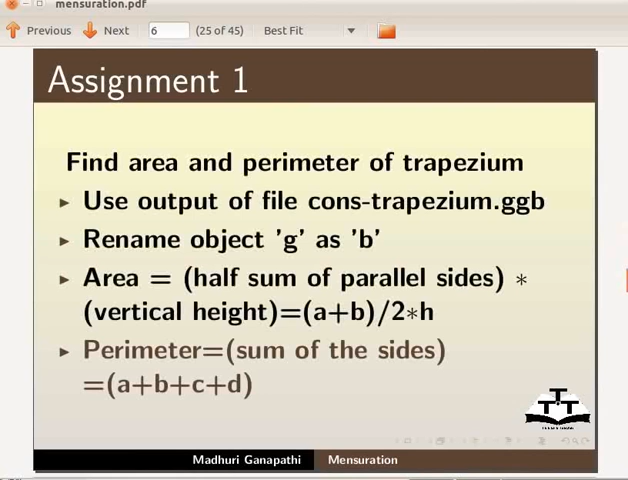 mensuration.pdf
Previous Next 6 (25 of 45) Best Fit
Assignment 1
Find area and perimeter of trapezium
Use output of file cons-trapezium.ggb
Rename object 'g' as 'b'
Area = (half sum of parallel sides) *
(vertical height)=(a+b)/2*h
Perimeter=(sum of the sides)
=(a+b+c+d)
Madhuri Ganapathi Mensuration